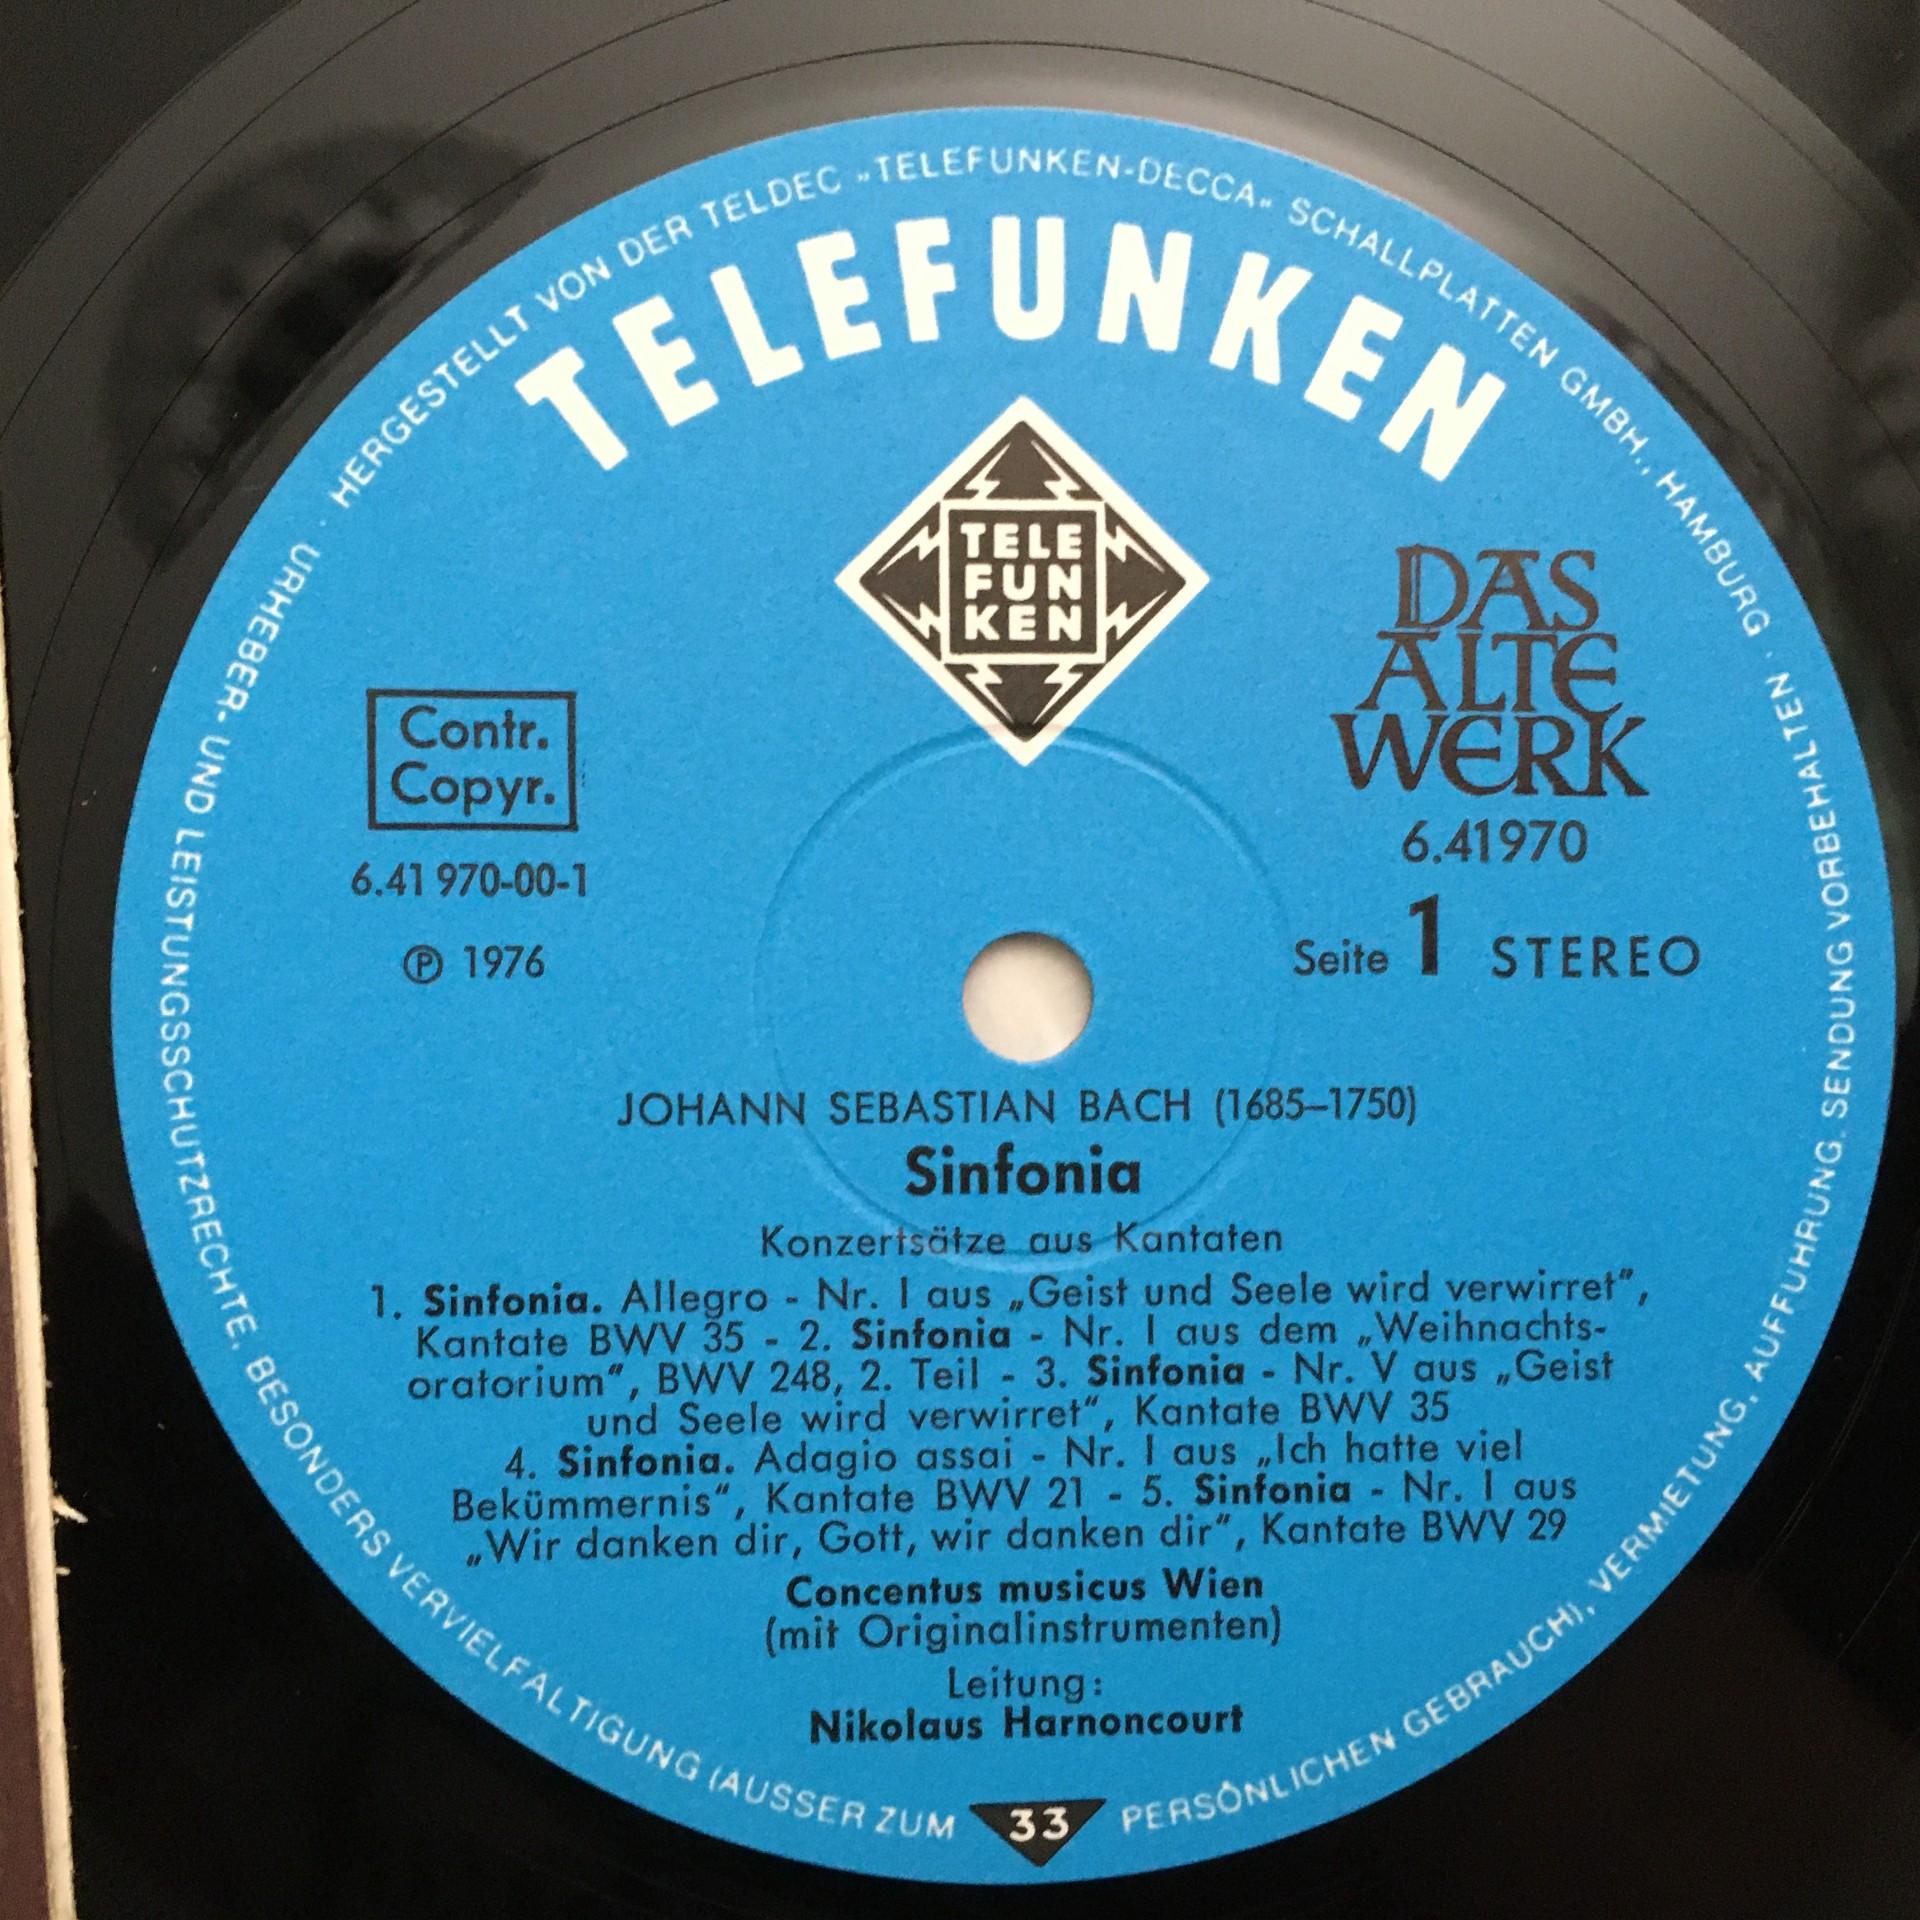 HERGESTELLT VON DER TELDEC »TELEFUNKEN-DECCA« SCHALLPLATTEN GMBH., HAMBURG · URHEBER- UND LEISTUNGSSCHUTZRECHTE, BESONDERS VERVIELFÄLTIGUNG (AUSSER ZUM PERSÖNLICHEN GEBRAUCH), VERMIETUNG, AUFFÜHRUNG, SENDUNG VORBEHALTEN ·
TELEFUNKEN
TELE
FUN
KEN
DAS
ALTE
WERK
Contr.
Copyr.
6.41970
6.41 970-00-1
Seite 1 STEREO
℗ 1976
JOHANN SEBASTIAN BACH (1685–1750)
Sinfonia
Konzertsätze aus Kantaten
1. Sinfonia. Allegro - Nr. I aus „Geist und Seele wird verwirret“,
Kantate BWV 35 - 2. Sinfonia - Nr. I aus dem „Weihnachts-
oratorium“, BWV 248, 2. Teil - 3. Sinfonia - Nr. V aus „Geist
und Seele wird verwirret“, Kantate BWV 35
4. Sinfonia. Adagio assai - Nr. I aus „Ich hatte viel
Bekümmernis“, Kantate BWV 21 - 5. Sinfonia - Nr. I aus
„Wir danken dir, Gott, wir danken dir“, Kantate BWV 29
Concentus musicus Wien
(mit Originalinstrumenten)
Leitung:
Nikolaus Harnoncourt
33